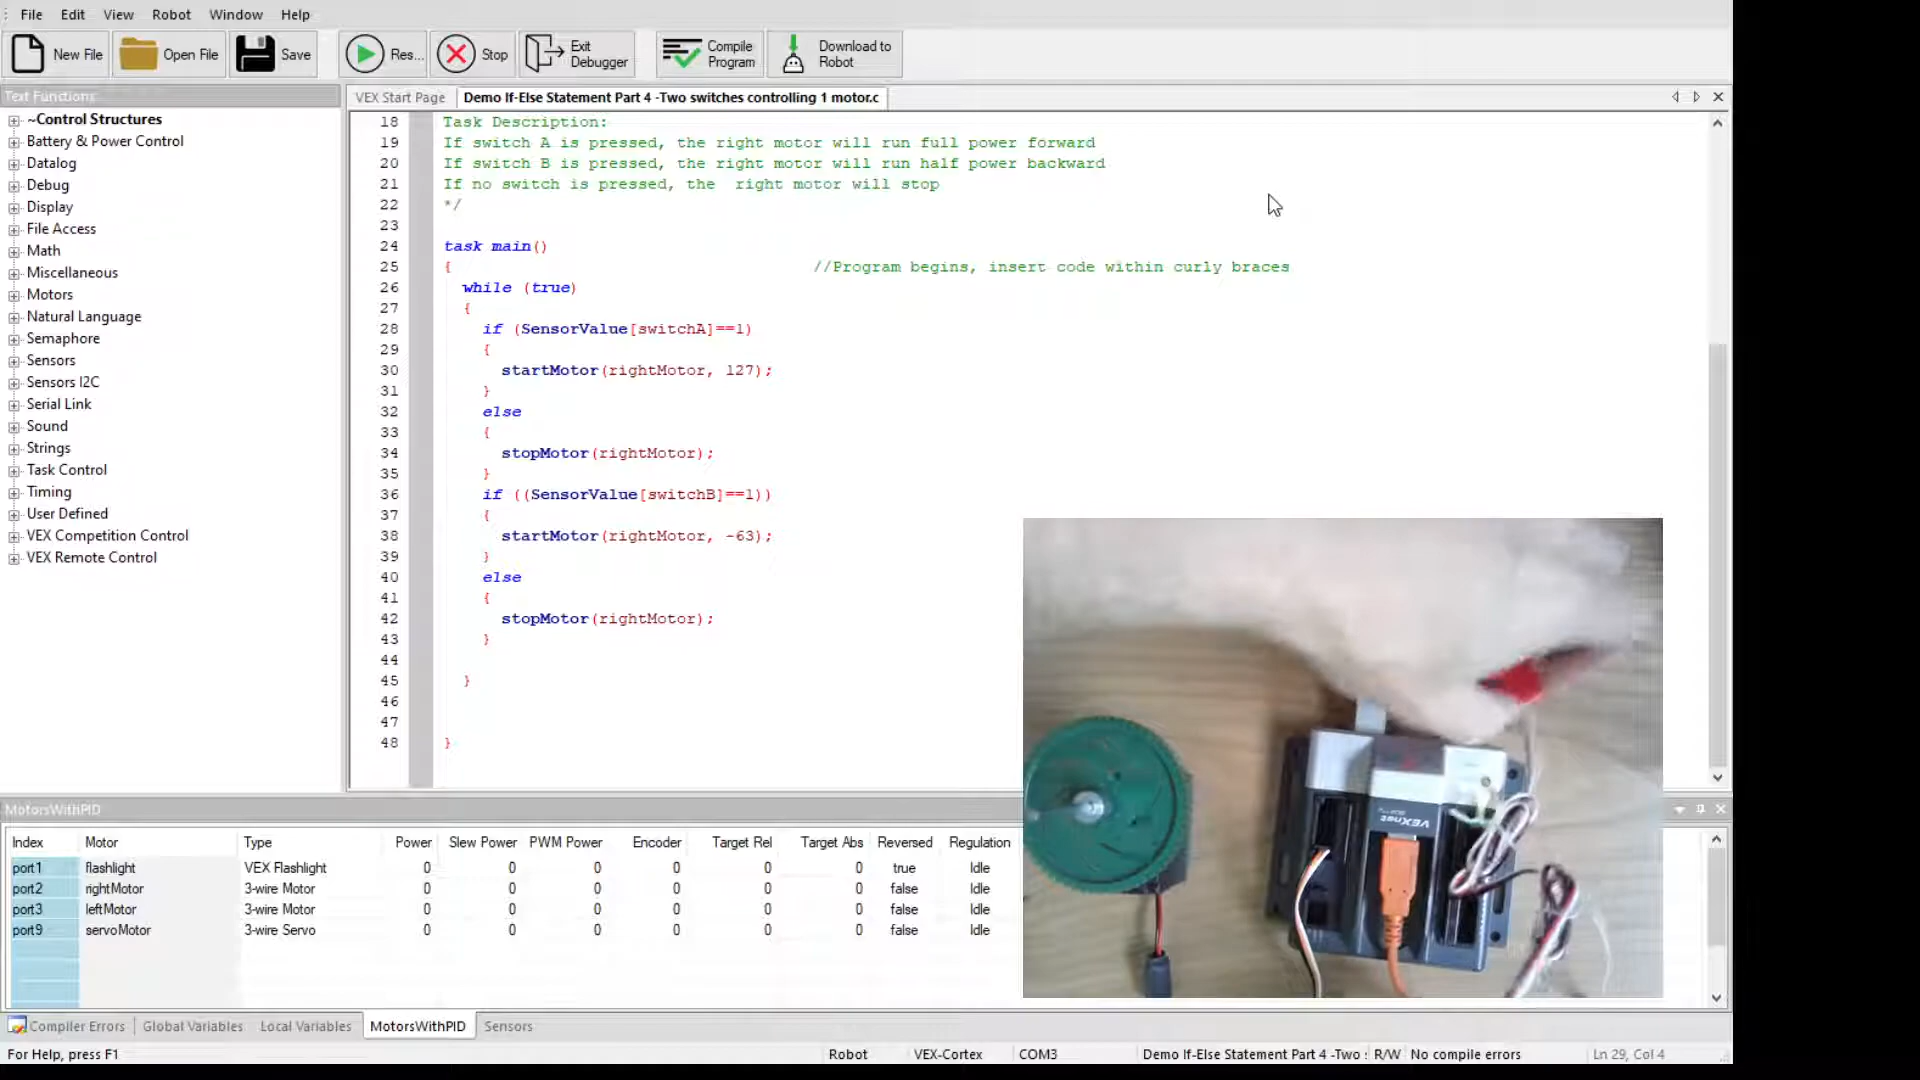 File Edit View Robot Window Help
New File Open File Save Res... Stop Exit Debugger Compile Program Download to Robot
Text Functions
VEX Start Page Demo If-Else Statement Part 4 -Two switches controlling 1 motor.c
~Control Structures
Battery & Power Control
Datalog
Debug
Display
File Access
Math
Miscellaneous
Motors
Natural Language
Semaphore
Sensors
Sensors I2C
Serial Link
Sound
Strings
Task Control
Timing
User Defined
VEX Competition Control
VEX Remote Control
18 Task Description:
19 If switch A is pressed, the right motor will run full power forward
20 If switch B is pressed, the right motor will run half power backward
21 If no switch is pressed, the  right motor will stop
22 */
23
24 task main()
25 { //Program begins, insert code within curly braces
26 while (true)
27 {
28 if (SensorValue[switchA]==1)
29 {
30 startMotor(rightMotor, 127);
31 }
32 else
33 {
34 stopMotor(rightMotor);
35 }
36 if ((SensorValue[switchB]==1))
37 {
38 startMotor(rightMotor, -63);
39 }
40 else
41 {
42 stopMotor(rightMotor);
43 }
44
45 }
46
47
48 }
VEXnet
MotorsWithPID
Index Motor Type Power Slew Power PWM Power Encoder Target Rel Target Abs Reversed Regulation
port1 flashlight VEX Flashlight 0 0 0 0 0 0 true Idle
port2 rightMotor 3-wire Motor 0 0 0 0 0 0 false Idle
port3 leftMotor 3-wire Motor 0 0 0 0 0 0 false Idle
port9 servoMotor 3-wire Servo 0 0 0 0 0 0 false Idle
Compiler Errors Global Variables Local Variables MotorsWithPID Sensors
For Help, press F1 Robot VEX-Cortex COM3 Demo If-Else Statement Part 4 -Two : R/W No compile errors Ln 29, Col 4